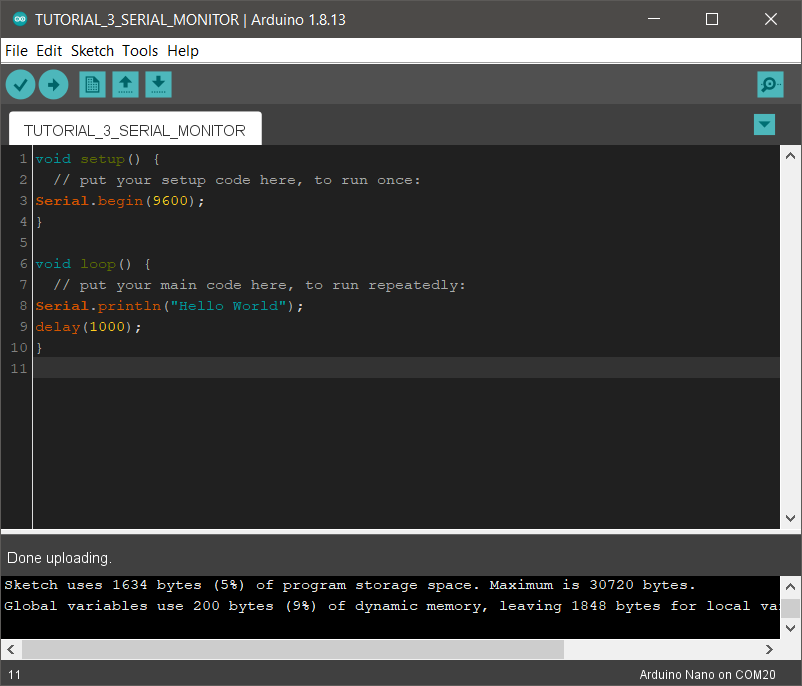 TUTORIAL_3_SERIAL_MONITOR | Arduino 1.8.13
File Edit Sketch Tools Help
TUTORIAL_3_SERIAL_MONITOR
1 void setup() {
2   // put your setup code here, to run once:
3 Serial.begin(9600);
4 }
5
6 void loop() {
7   // put your main code here, to run repeatedly:
8 Serial.println("Hello World");
9 delay(1000);
10 }
11
Done uploading.
Sketch uses 1634 bytes (5%) of program storage space. Maximum is 30720 bytes.
Global variables use 200 bytes (9%) of dynamic memory, leaving 1848 bytes for local va
11 Arduino Nano on COM20